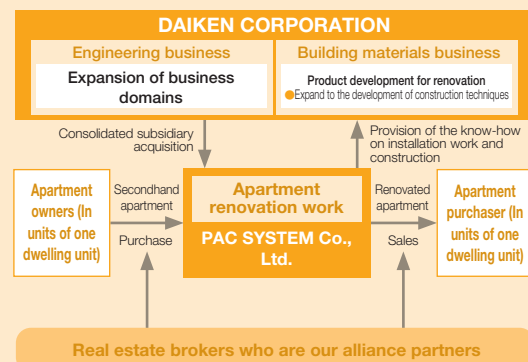 DAIKEN CORPORATION
Engineering business
Expansion of business
domains
Building materials business
Product development for renovation
●Expand to the development of construction techniques
Consolidated subsidiary
acquisition
Provision of the know-how
on installation work and
construction
Apartment
owners (In
units of one
dwelling unit)
Secondhand
apartment
Purchase
Apartment
renovation work
PAC SYSTEM Co.,
Ltd.
Renovated
apartment
Sales
Apartment
purchaser (In
units of one
dwelling unit)
Real estate brokers who are our alliance partners